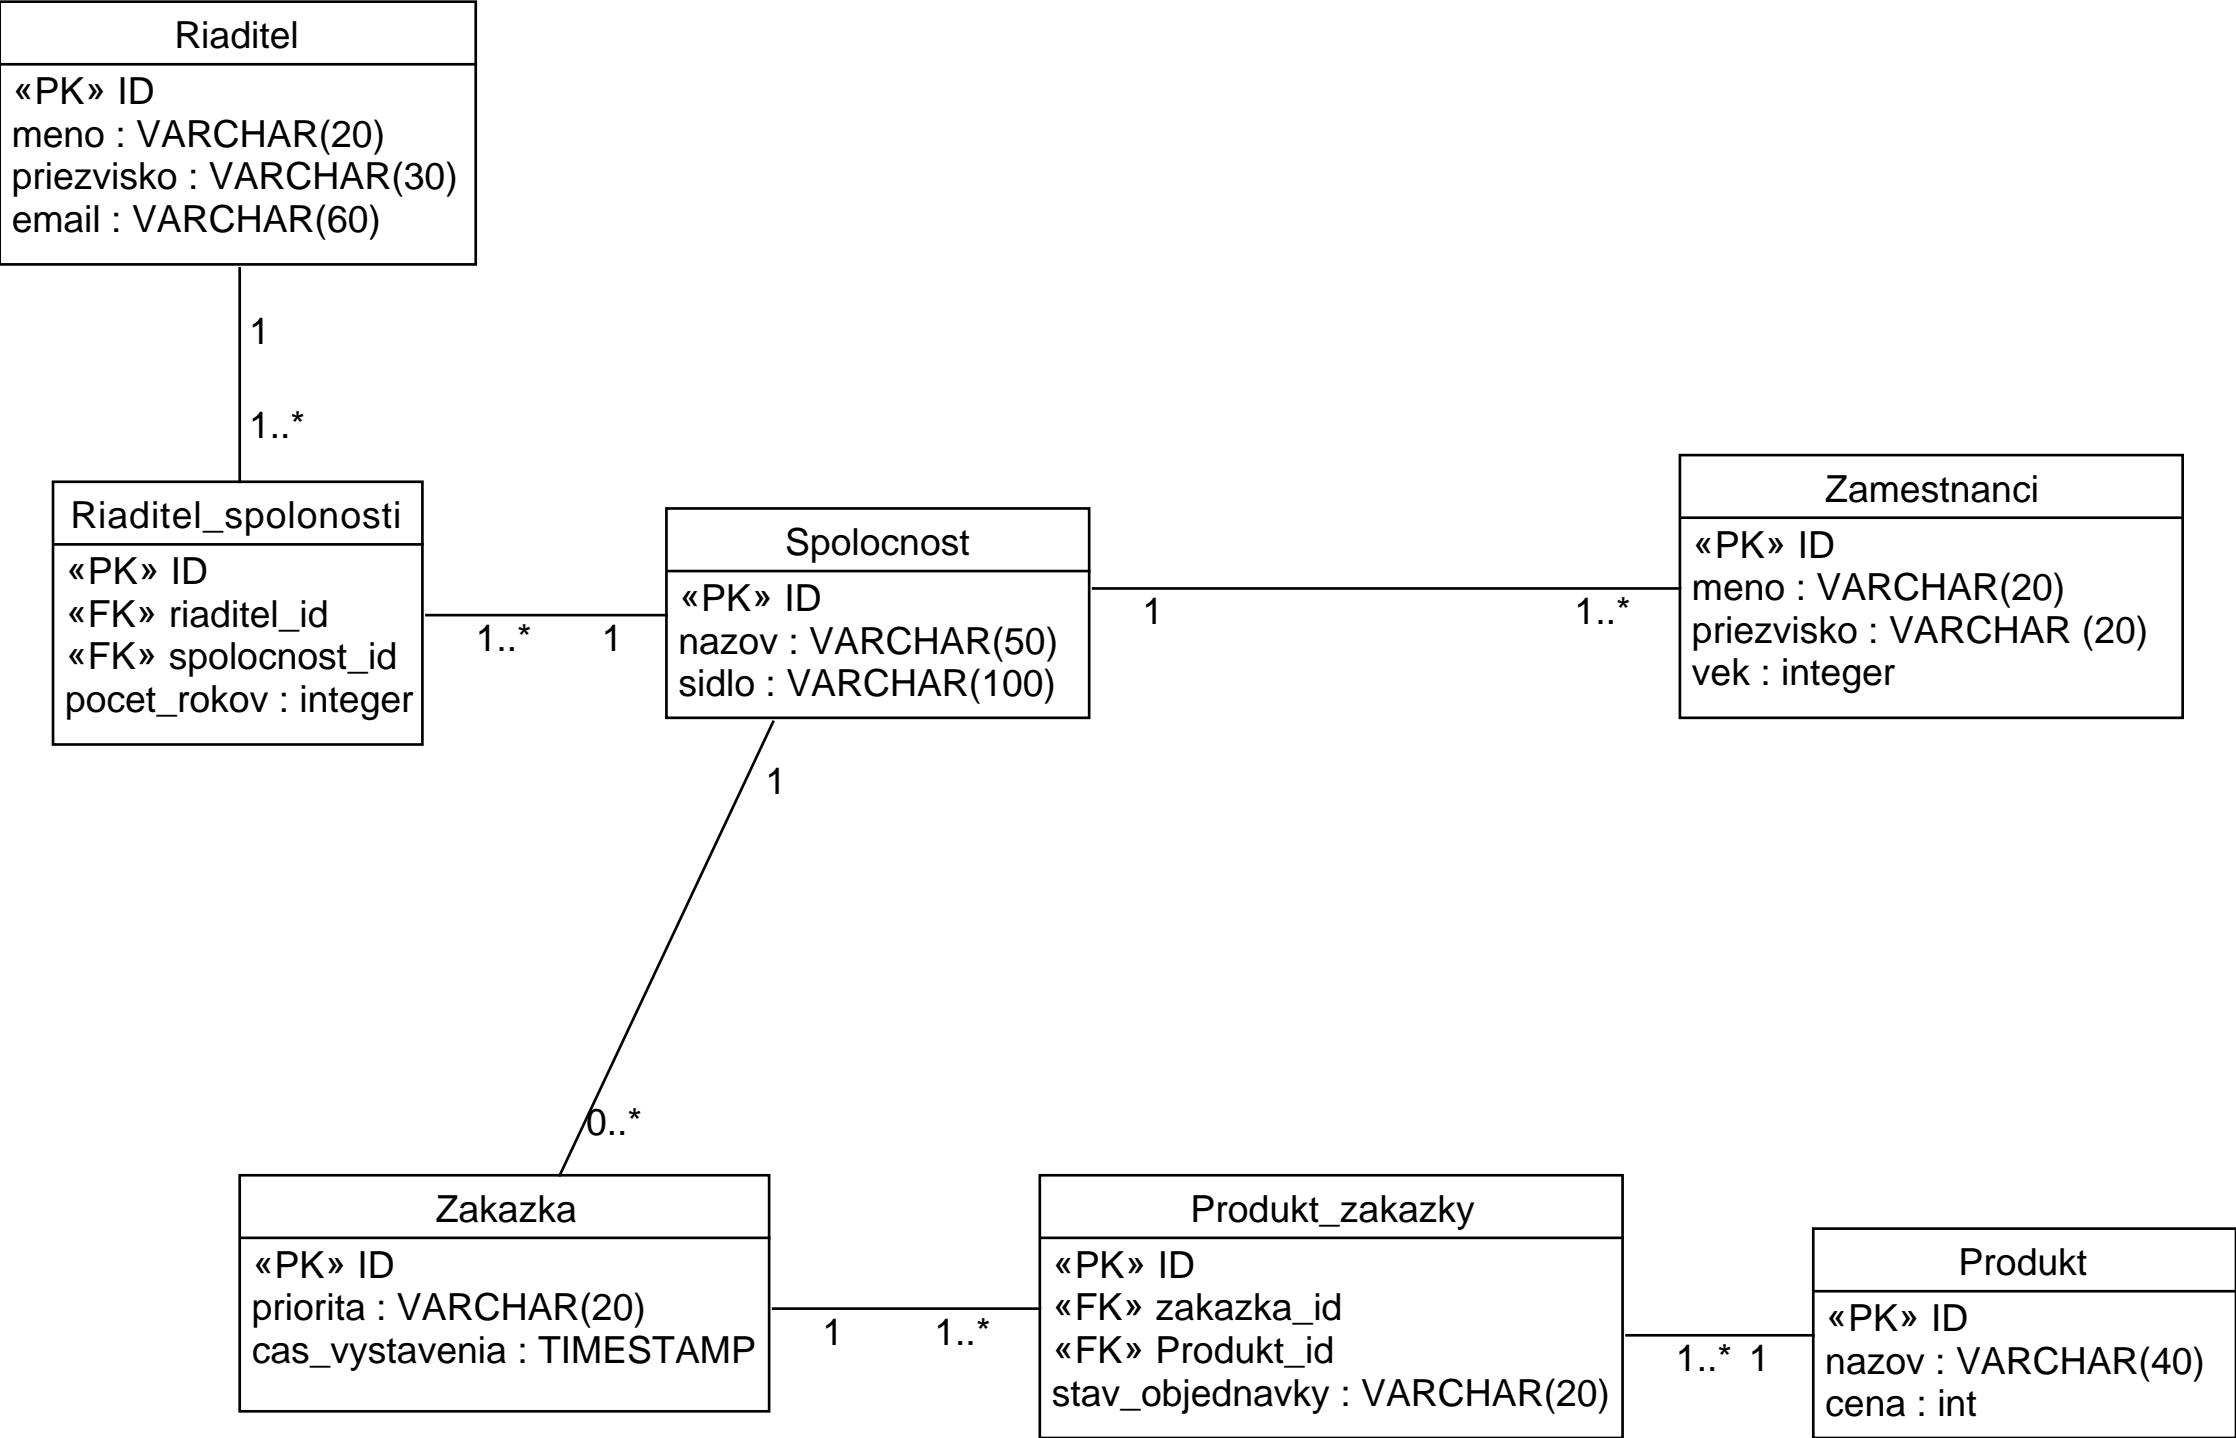 Riaditel
«PK» ID
meno : VARCHAR(20)
priezvisko : VARCHAR(30)
email : VARCHAR(60)
1
1..*
Riaditel_spolonosti
«PK» ID
«FK» riaditel_id
«FK» spolocnost_id
pocet_rokov : integer
1..* 1
Spolocnost
«PK» ID
nazov : VARCHAR(50)
sidlo : VARCHAR(100)
1 1..*
Zamestnanci
«PK» ID
meno : VARCHAR(20)
priezvisko : VARCHAR (20)
vek : integer
1
0..*
Zakazka
«PK» ID
priorita : VARCHAR(20)
cas_vystavenia : TIMESTAMP
1 1..*
Produkt_zakazky
«PK» ID
«FK» zakazka_id
«FK» Produkt_id
stav_objednavky : VARCHAR(20)
1..* 1
Produkt
«PK» ID
nazov : VARCHAR(40)
cena : int